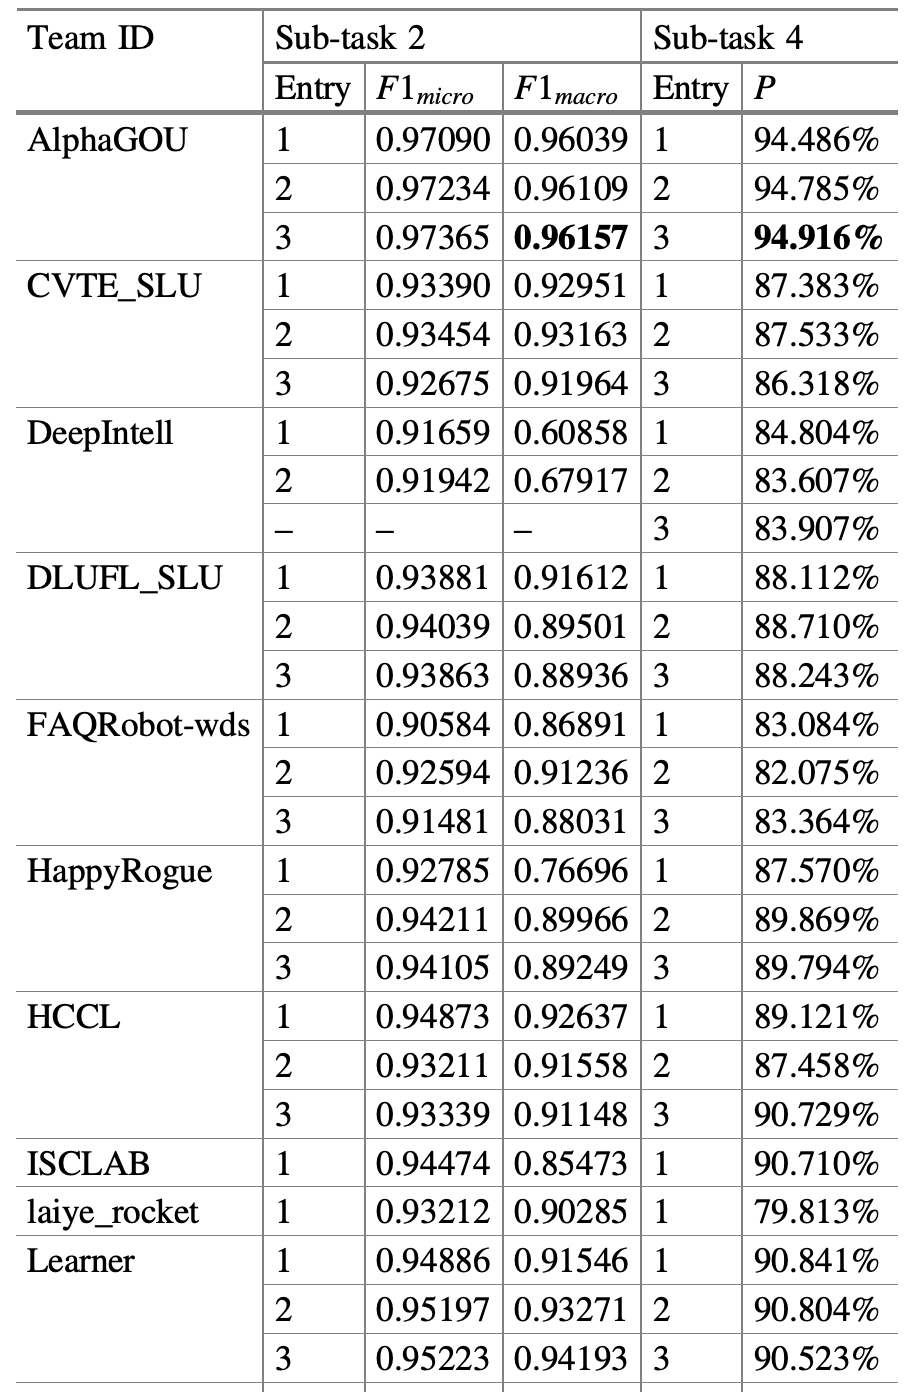 Team ID Sub-task 2 Sub-task 4
Entry F1micro F1macro Entry P
AlphaGOU 1 0.97090 0.96039 1 94.486%
2 0.97234 0.96109 2 94.785%
3 0.97365 0.96157 3 94.916%
CVTE_SLU 1 0.93390 0.92951 1 87.383%
2 0.93454 0.93163 2 87.533%
3 0.92675 0.91964 3 86.318%
DeepIntell 1 0.91659 0.60858 1 84.804%
2 0.91942 0.67917 2 83.607%
– – – 3 83.907%
DLUFL_SLU 1 0.93881 0.91612 1 88.112%
2 0.94039 0.89501 2 88.710%
3 0.93863 0.88936 3 88.243%
FAQRobot-wds 1 0.90584 0.86891 1 83.084%
2 0.92594 0.91236 2 82.075%
3 0.91481 0.88031 3 83.364%
HappyRogue 1 0.92785 0.76696 1 87.570%
2 0.94211 0.89966 2 89.869%
3 0.94105 0.89249 3 89.794%
HCCL 1 0.94873 0.92637 1 89.121%
2 0.93211 0.91558 2 87.458%
3 0.93339 0.91148 3 90.729%
ISCLAB 1 0.94474 0.85473 1 90.710%
laiye_rocket 1 0.93212 0.90285 1 79.813%
Learner 1 0.94886 0.91546 1 90.841%
2 0.95197 0.93271 2 90.804%
3 0.95223 0.94193 3 90.523%